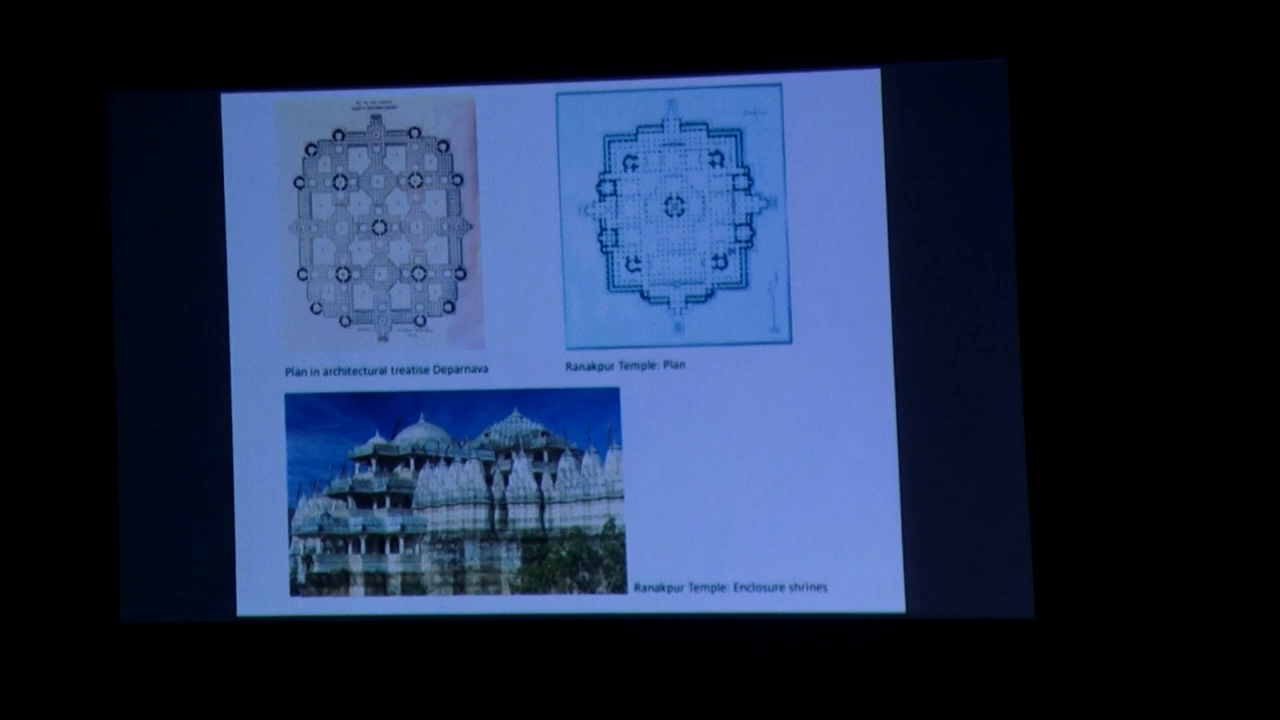 Plan in architectural treatise Deparnava
Ranakpur Temple: Plan
Ranakpur Temple: Enclosure shrines